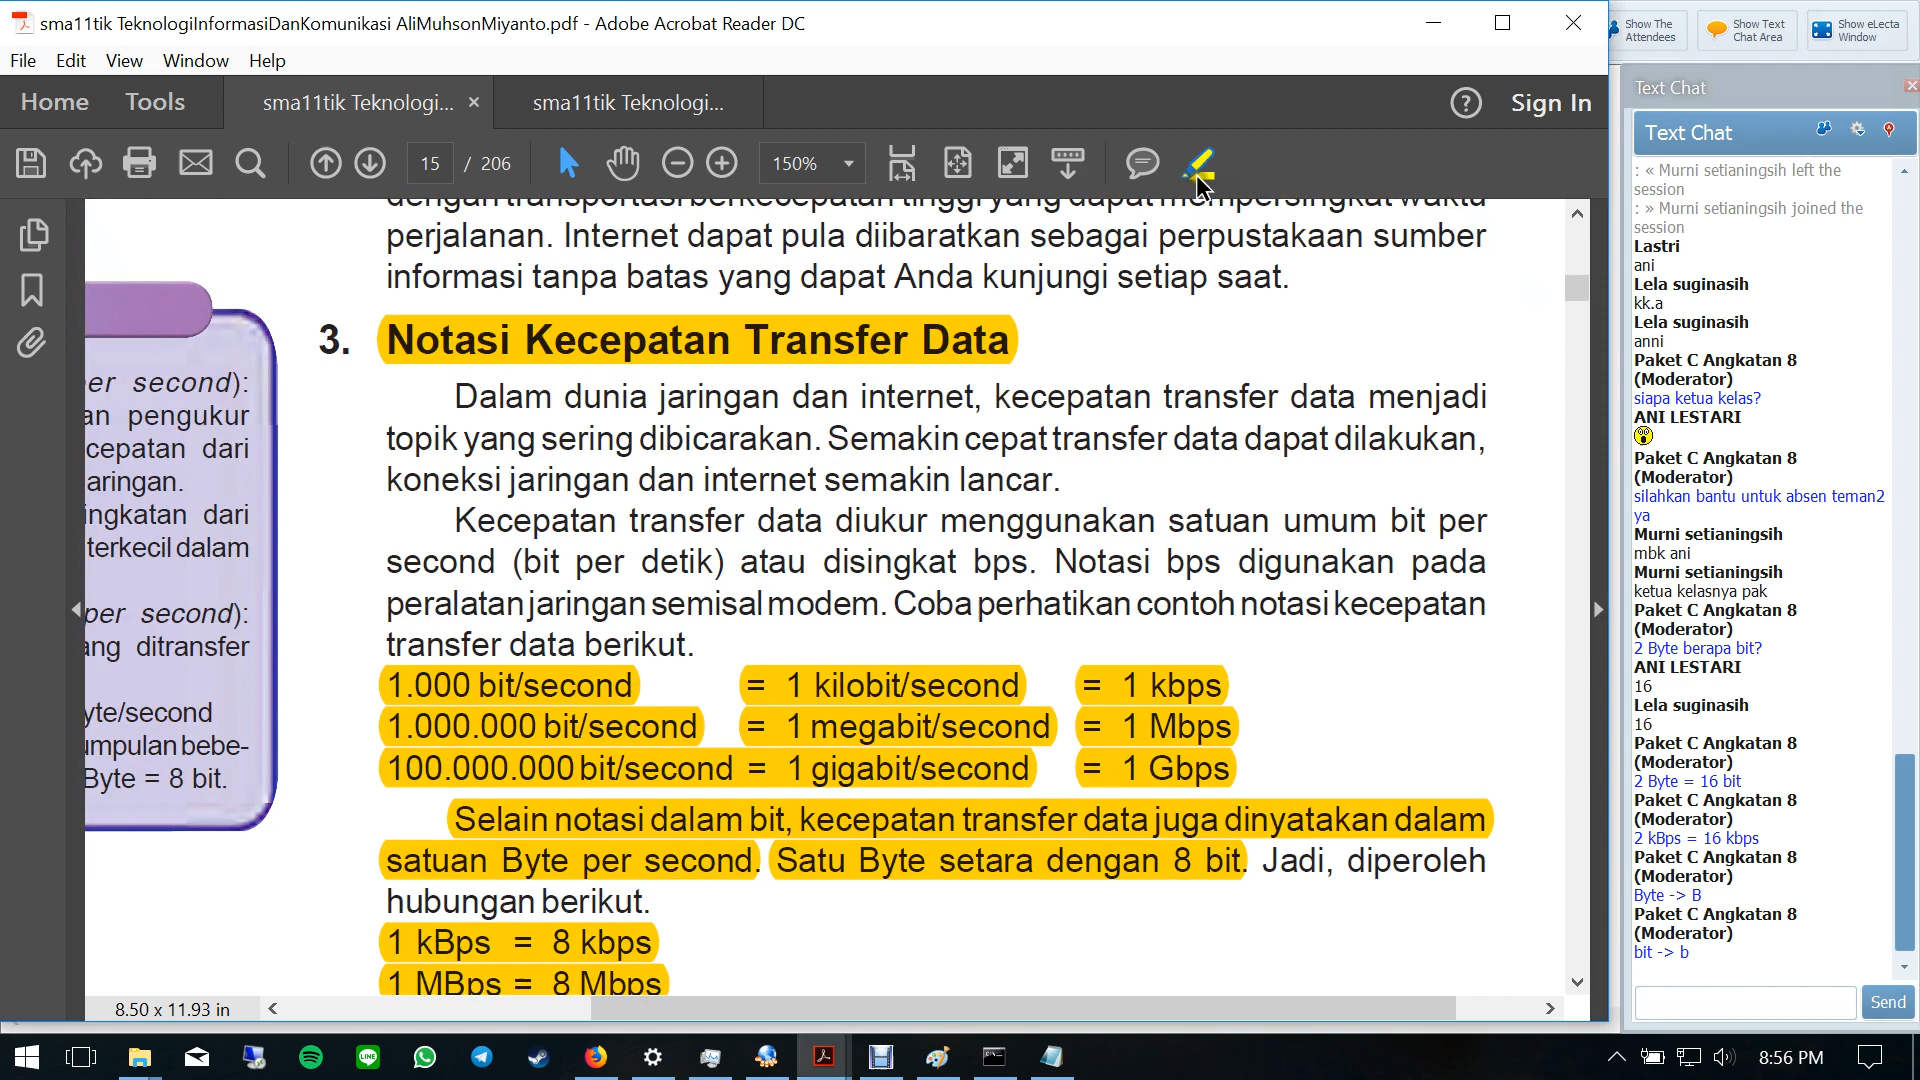 sma11tik TeknologiInformasiDanKomunikasi AliMuhsonMiyanto.pdf - Adobe Acrobat Reader DC
File Edit View Window Help
Home Tools sma11tik Teknologi... × sma11tik Teknologi... Sign In
15 / 206 150%
perjalanan. Internet dapat pula diibaratkan sebagai perpustakaan sumber
informasi tanpa batas yang dapat Anda kunjungi setiap saat.
3. Notasi Kecepatan Transfer Data
Dalam dunia jaringan dan internet, kecepatan transfer data menjadi
topik yang sering dibicarakan. Semakin cepat transfer data dapat dilakukan,
koneksi jaringan dan internet semakin lancar.
Kecepatan transfer data diukur menggunakan satuan umum bit per
second (bit per detik) atau disingkat bps. Notasi bps digunakan pada
peralatan jaringan semisal modem. Coba perhatikan contoh notasi kecepatan
transfer data berikut.
1.000 bit/second = 1 kilobit/second = 1 kbps
1.000.000 bit/second = 1 megabit/second = 1 Mbps
100.000.000 bit/second = 1 gigabit/second = 1 Gbps
Selain notasi dalam bit, kecepatan transfer data juga dinyatakan dalam
satuan Byte per second. Satu Byte setara dengan 8 bit. Jadi, diperoleh
hubungan berikut.
1 kBps = 8 kbps
1 MBps = 8 Mbps
er second):
an pengukur
cepatan dari
aringan.
ingkatan dari
terkecil dalam
per second):
ang ditransfer
yte/second
umpulan bebe-
Byte = 8 bit.
8.50 x 11.93 in
Show The
Attendees
Show Text
Chat Area
Show eLecta
Window
Text Chat
Text Chat
: « Murni setianingsih left the
session
: » Murni setianingsih joined the
session
Lastri
ani
Lela suginasih
kk.a
Lela suginasih
anni
Paket C Angkatan 8
(Moderator)
siapa ketua kelas?
ANI LESTARI
Paket C Angkatan 8
(Moderator)
silahkan bantu untuk absen teman2
ya
Murni setianingsih
mbk ani
Murni setianingsih
ketua kelasnya pak
Paket C Angkatan 8
(Moderator)
2 Byte berapa bit?
ANI LESTARI
16
Lela suginasih
16
Paket C Angkatan 8
(Moderator)
2 Byte = 16 bit
Paket C Angkatan 8
(Moderator)
2 kBps = 16 kbps
Paket C Angkatan 8
(Moderator)
Byte -> B
Paket C Angkatan 8
(Moderator)
bit -> b
Send
8:56 PM